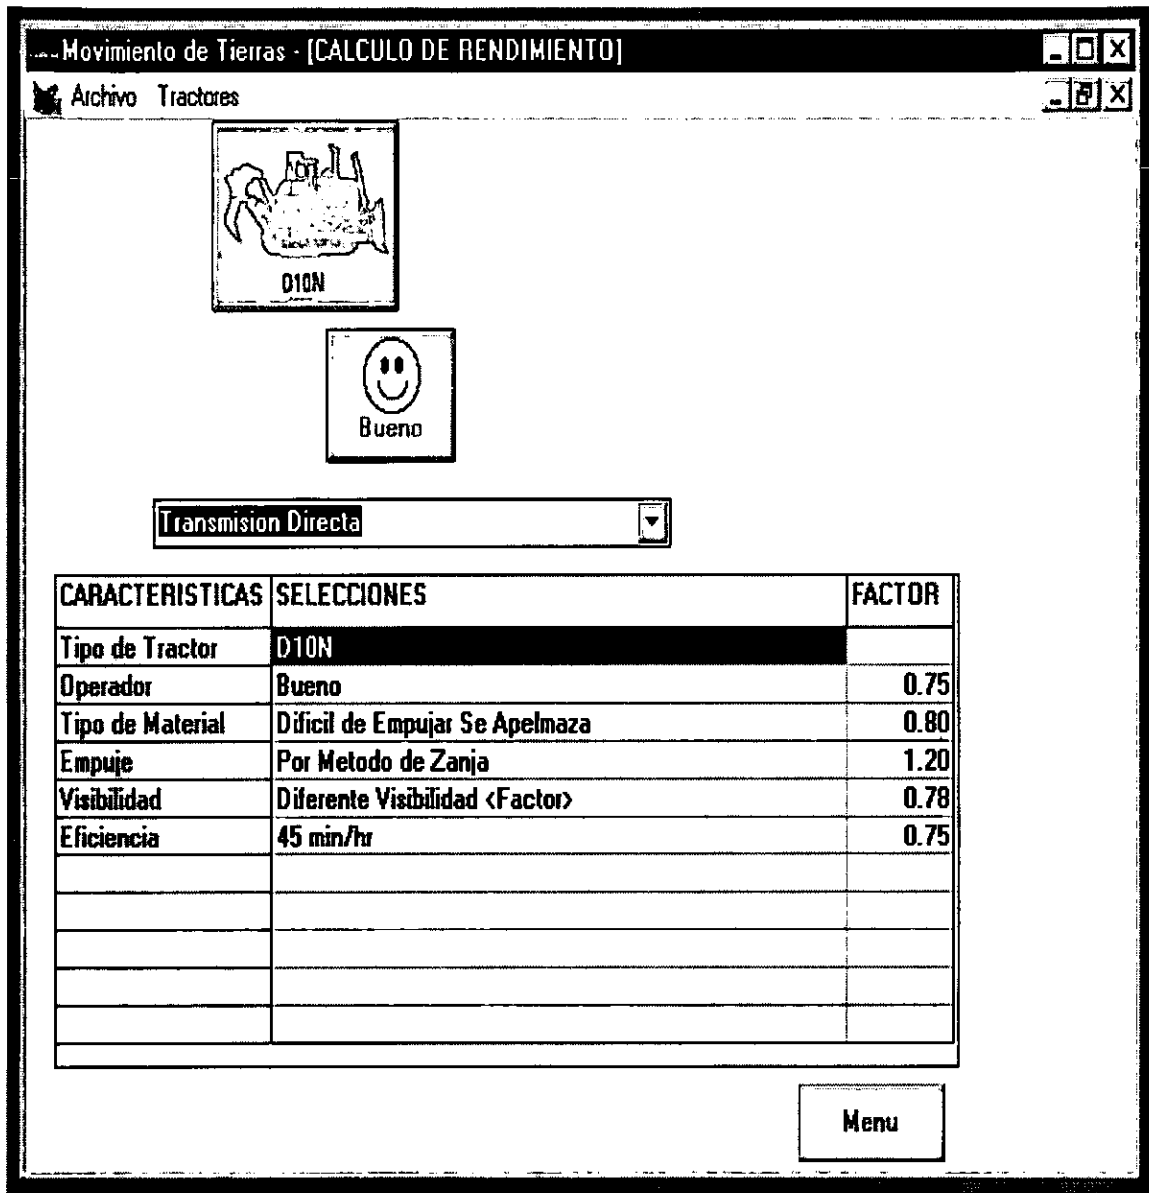 Movimiento de Tierras - [CALCULO DE RENDIMIENTO]
Archivo Tractores
D10N
Bueno
Transmision Directa
CARACTERISTICAS SELECCIONES FACTOR
Tipo de Tractor D10N
Operador Bueno 0.75
Tipo de Material Dificil de Empujar Se Apelmaza 0.80
Empuje Por Metodo de Zanja 1.20
Visibilidad Diferente Visibilidad <Factor> 0.78
Eficiencia 45 min/hr 0.75
Menu